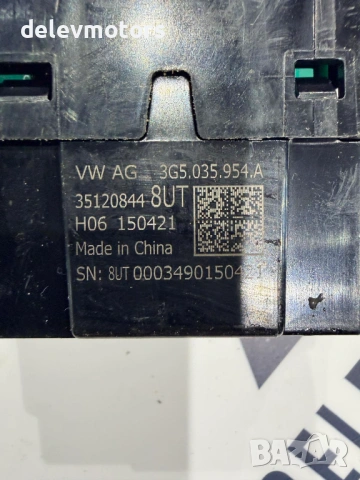 delevmotors
VW AG 3G5.035.954.A
35120844 8UT
H06 150421
Made in China
SN: 8UT 0003490150421
BAZAR